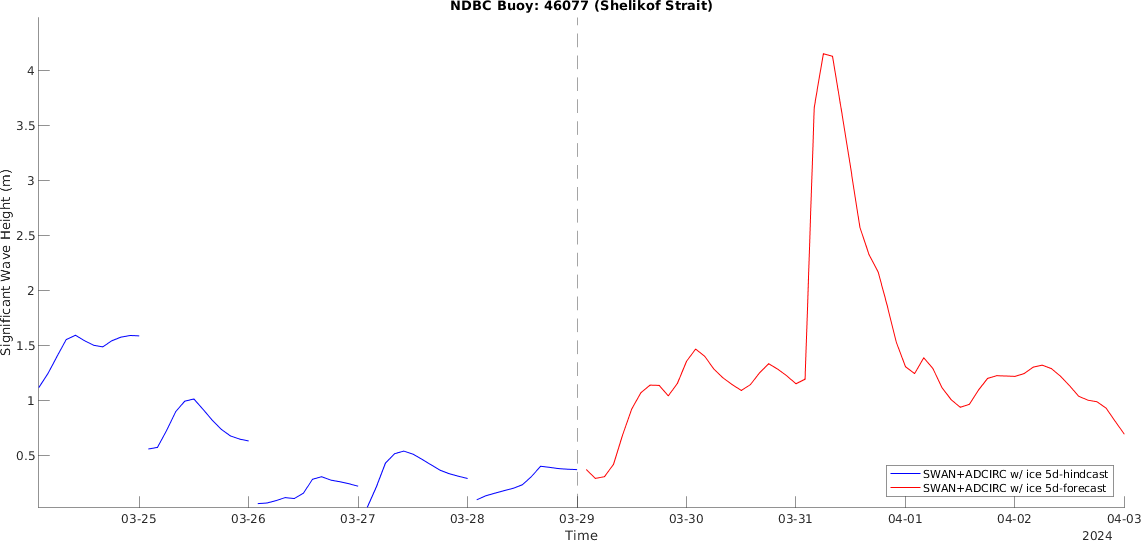 NDBC Buoy: 46077 (Shelikof Strait)
Significant Wave Height (m)
4
3.5
3
2.5
2
1.5
1
0.5
SWAN+ADCIRC w/ ice 5d-hindcast
SWAN+ADCIRC w/ ice 5d-forecast
03-25 03-26 03-27 03-28 03-29 03-30 03-31 04-01 04-02 04-03
Time
2024